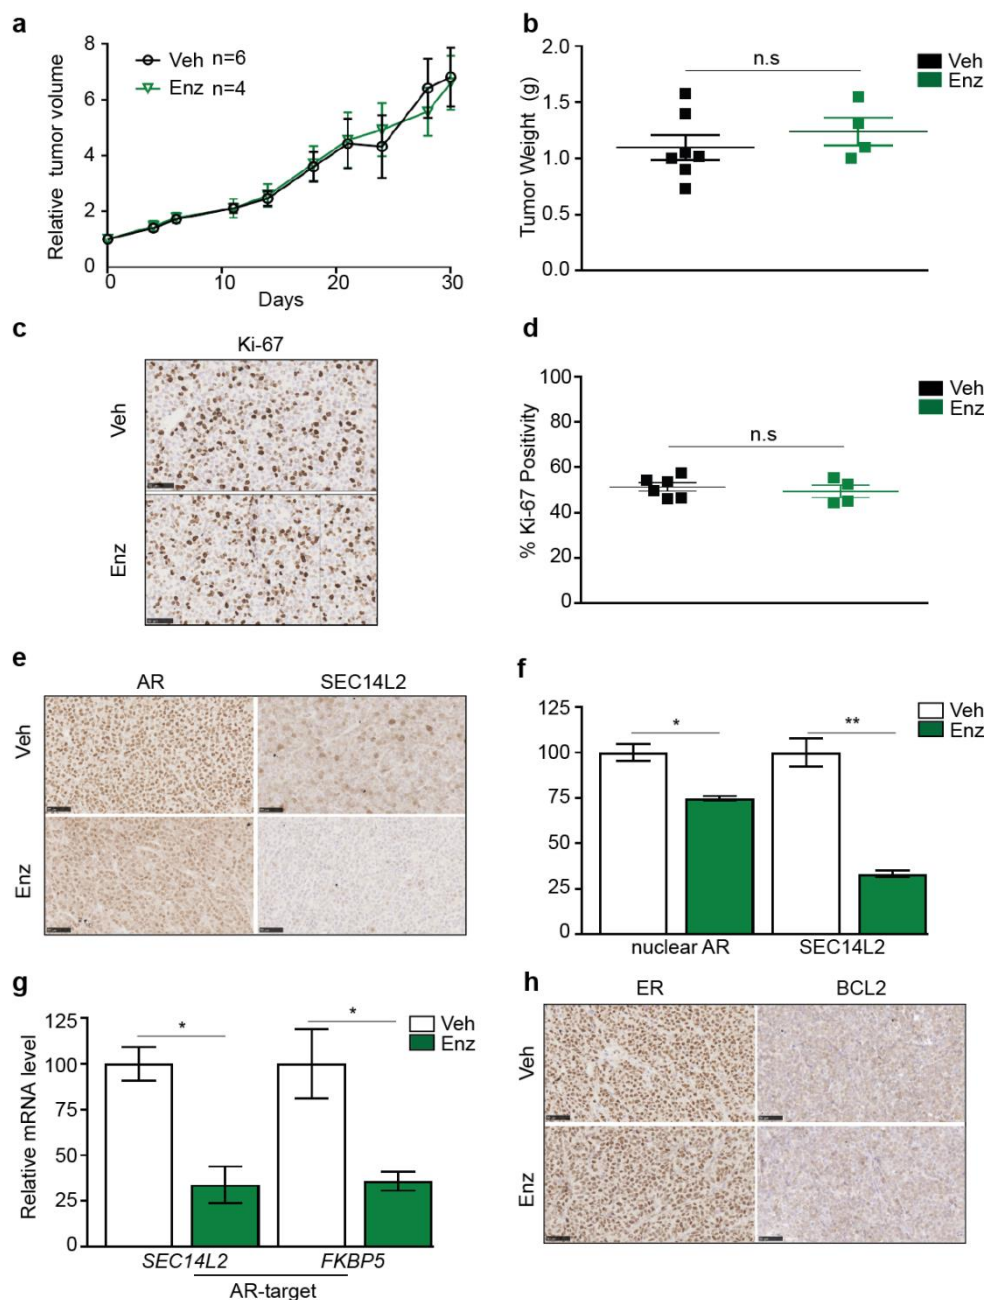 a
8
6
4
2
0
Relative tumor volume
Veh n=6
Enz n=4
0
10
20
30
Days
b
2.0
1.5
1.0
0.5
0.0
Tumor Weight (g)
n.s
Veh
Enz
c
Ki-67
Veh
Enz
d
100
80
60
40
20
0
% Ki-67 Positivity
n.s
Veh
Enz
e
AR SEC14L2
Veh
Enz
f
125
100
75
50
25
0
*
**
Veh
Enz
nuclear AR SEC14L2
g
125
100
75
50
25
0
Relative mRNA level
*
*
Veh
Enz
SEC14L2 FKBP5
AR-target
h
ER BCL2
Veh
Enz